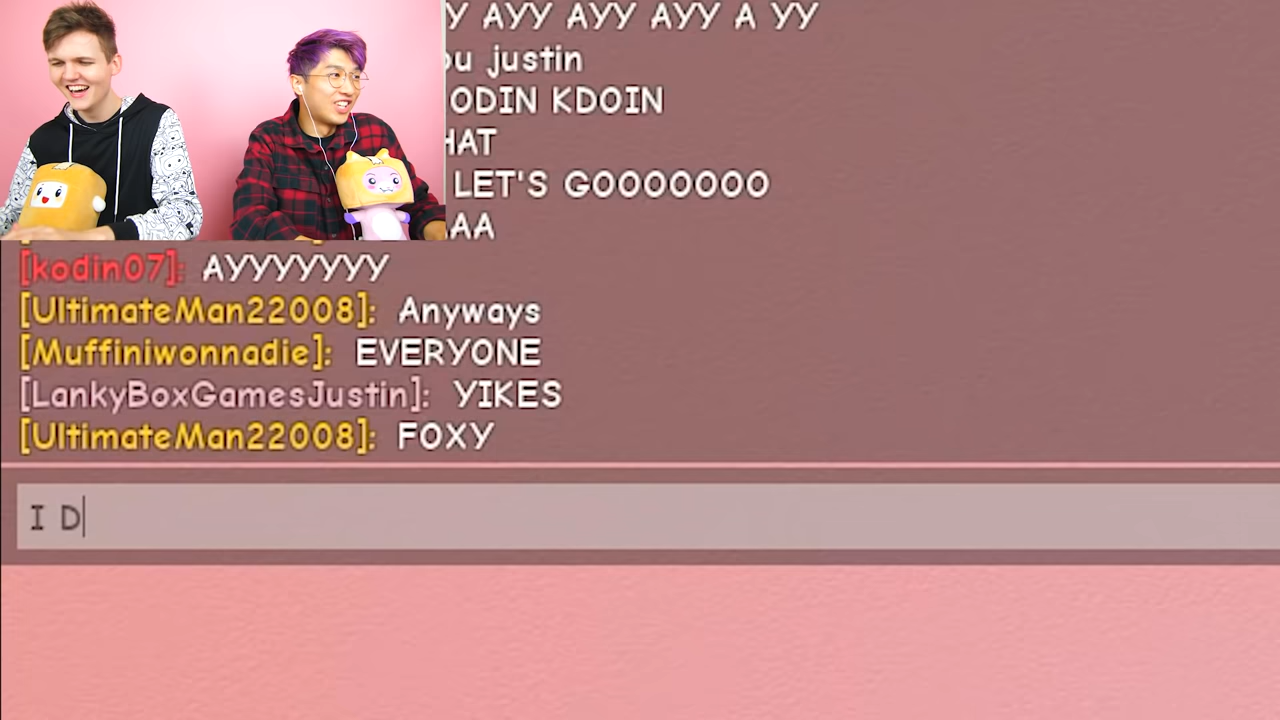 Y AYY AYY AYY A YY
ou justin
ODIN KDOIN
HAT
LET'S GOOOOOOO
AA
[kodin07]: AYYYYYYY
[UltimateMan22008]: Anyways
[Muffiniwonnadie]: EVERYONE
[LankyBoxGamesJustin]: YIKES
[UltimateMan22008]: FOXY
I D